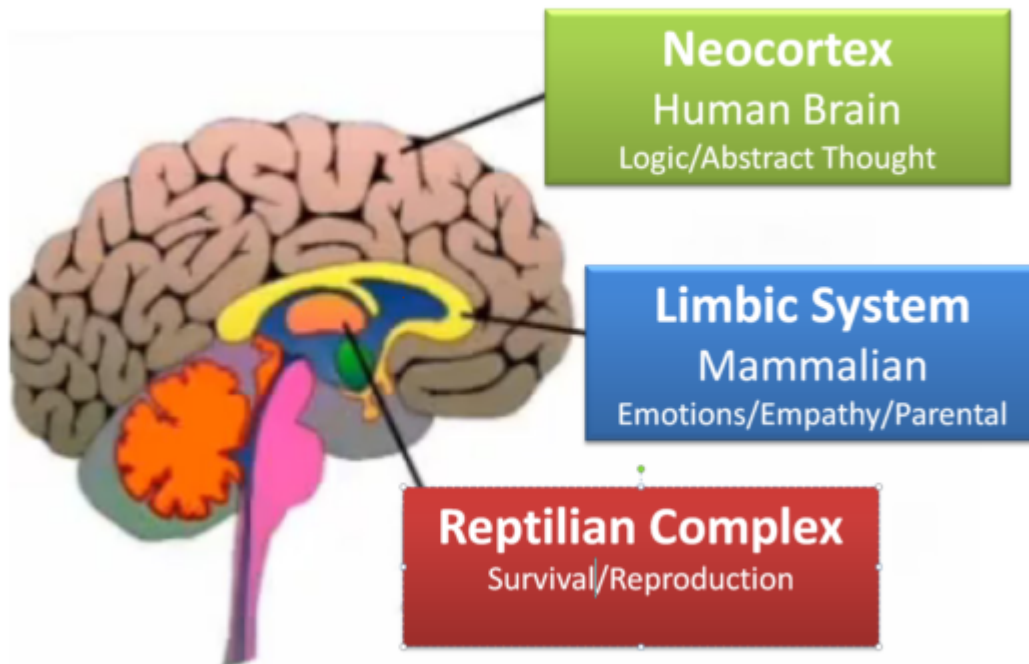 Neocortex
Human Brain
Logic/Abstract Thought
Limbic System
Mammalian
Emotions/Empathy/Parental
Reptilian Complex
Survival/Reproduction